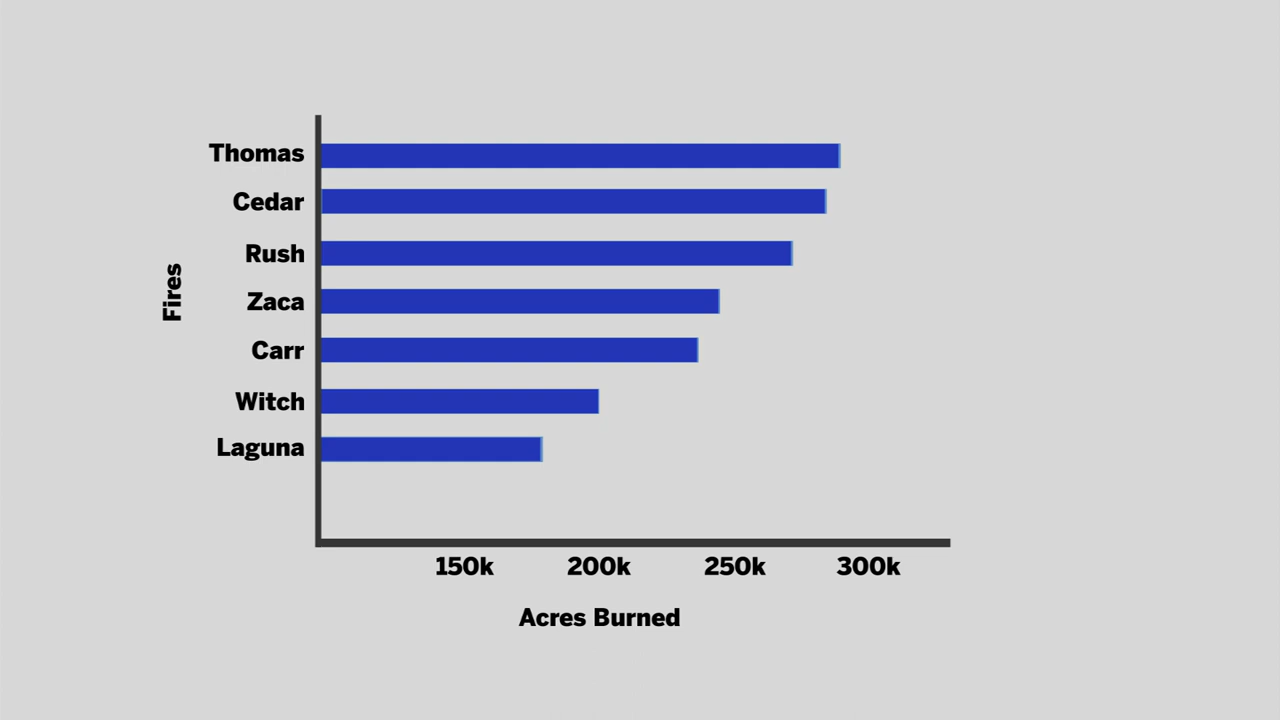 Thomas
Cedar
Rush
Zaca
Carr
Witch
Laguna
Fires
150k 200k 250k 300k
Acres Burned